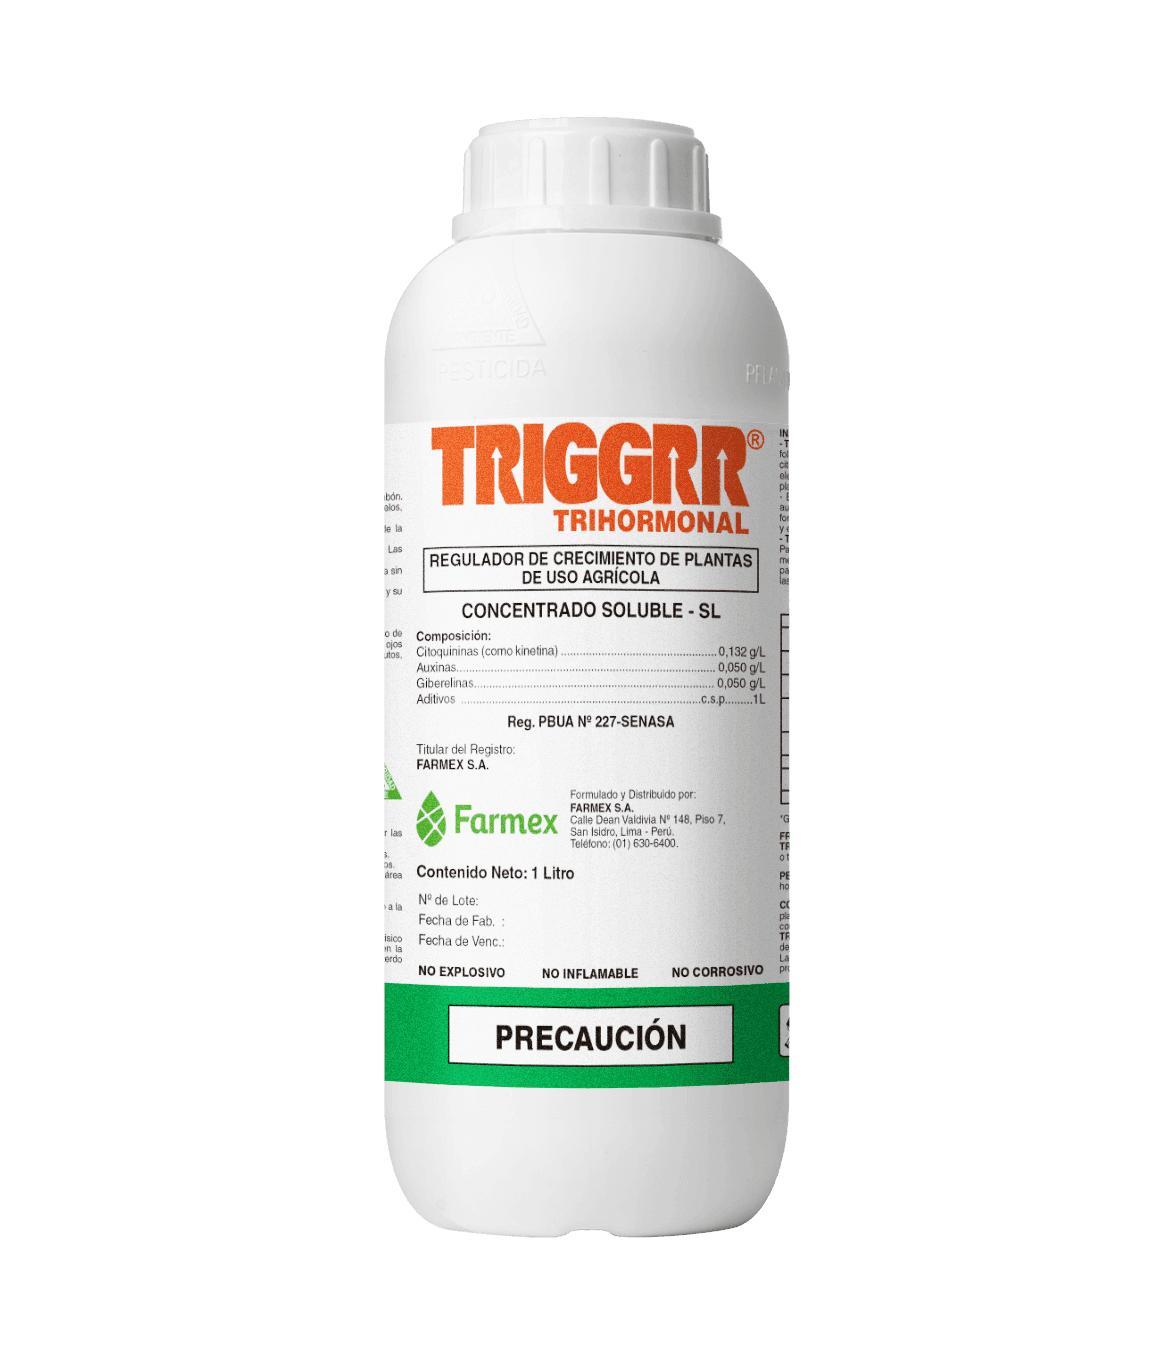 PESTICIDA
TRIGGRR®
TRIHORMONAL
REGULADOR DE CRECIMIENTO DE PLANTAS
DE USO AGRÍCOLA
CONCENTRADO SOLUBLE - SL
Composición:
Citoquininas (como kinetina) ........ 0,132 g/L
Auxinas........ 0,050 g/L
Giberelinas........ 0,050 g/L
Aditivos ........c.s.p.........1L
Reg. PBUA Nº 227-SENASA
Titular del Registro:
FARMEX S.A.
Farmex
Formulado y Distribuido por:
FARMEX S.A.
Calle Dean Valdivia Nº 148, Piso 7,
San Isidro, Lima - Perú.
Teléfono: (01) 630-6400.
Contenido Neto: 1 Litro
Nº de Lote:
Fecha de Fab. :
Fecha de Venc.:
NO EXPLOSIVO NO INFLAMABLE NO CORROSIVO
PRECAUCIÓN